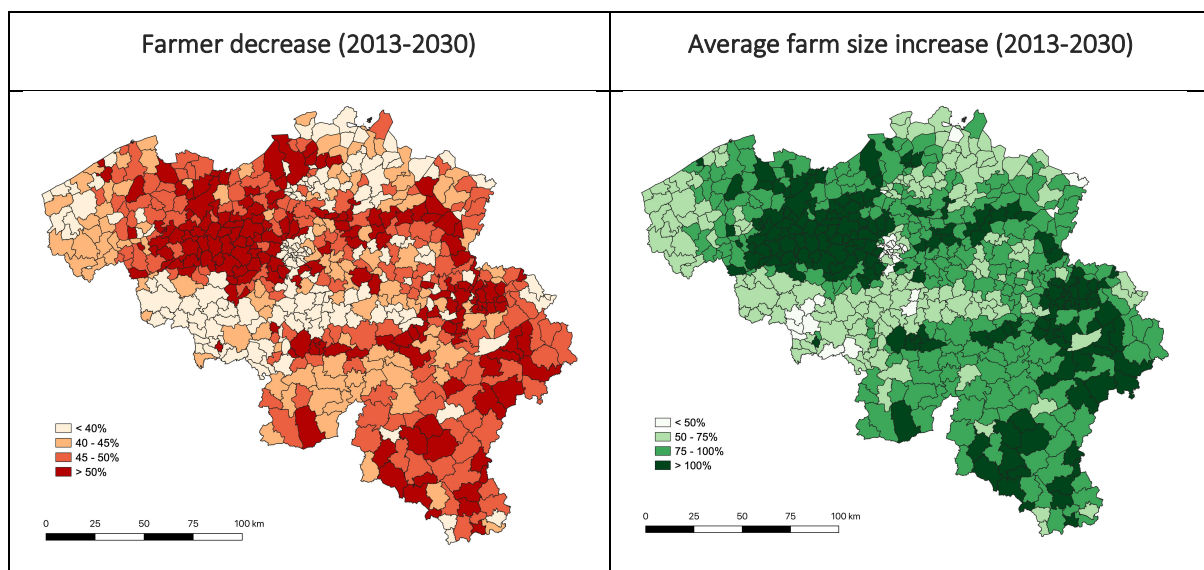 Farmer decrease (2013-2030)
Average farm size increase (2013-2030)
< 40%
40 - 45%
45 - 50%
> 50%
0 25 50 75 100 km
< 50%
50 - 75%
75 - 100%
> 100%
0 25 50 75 100 km